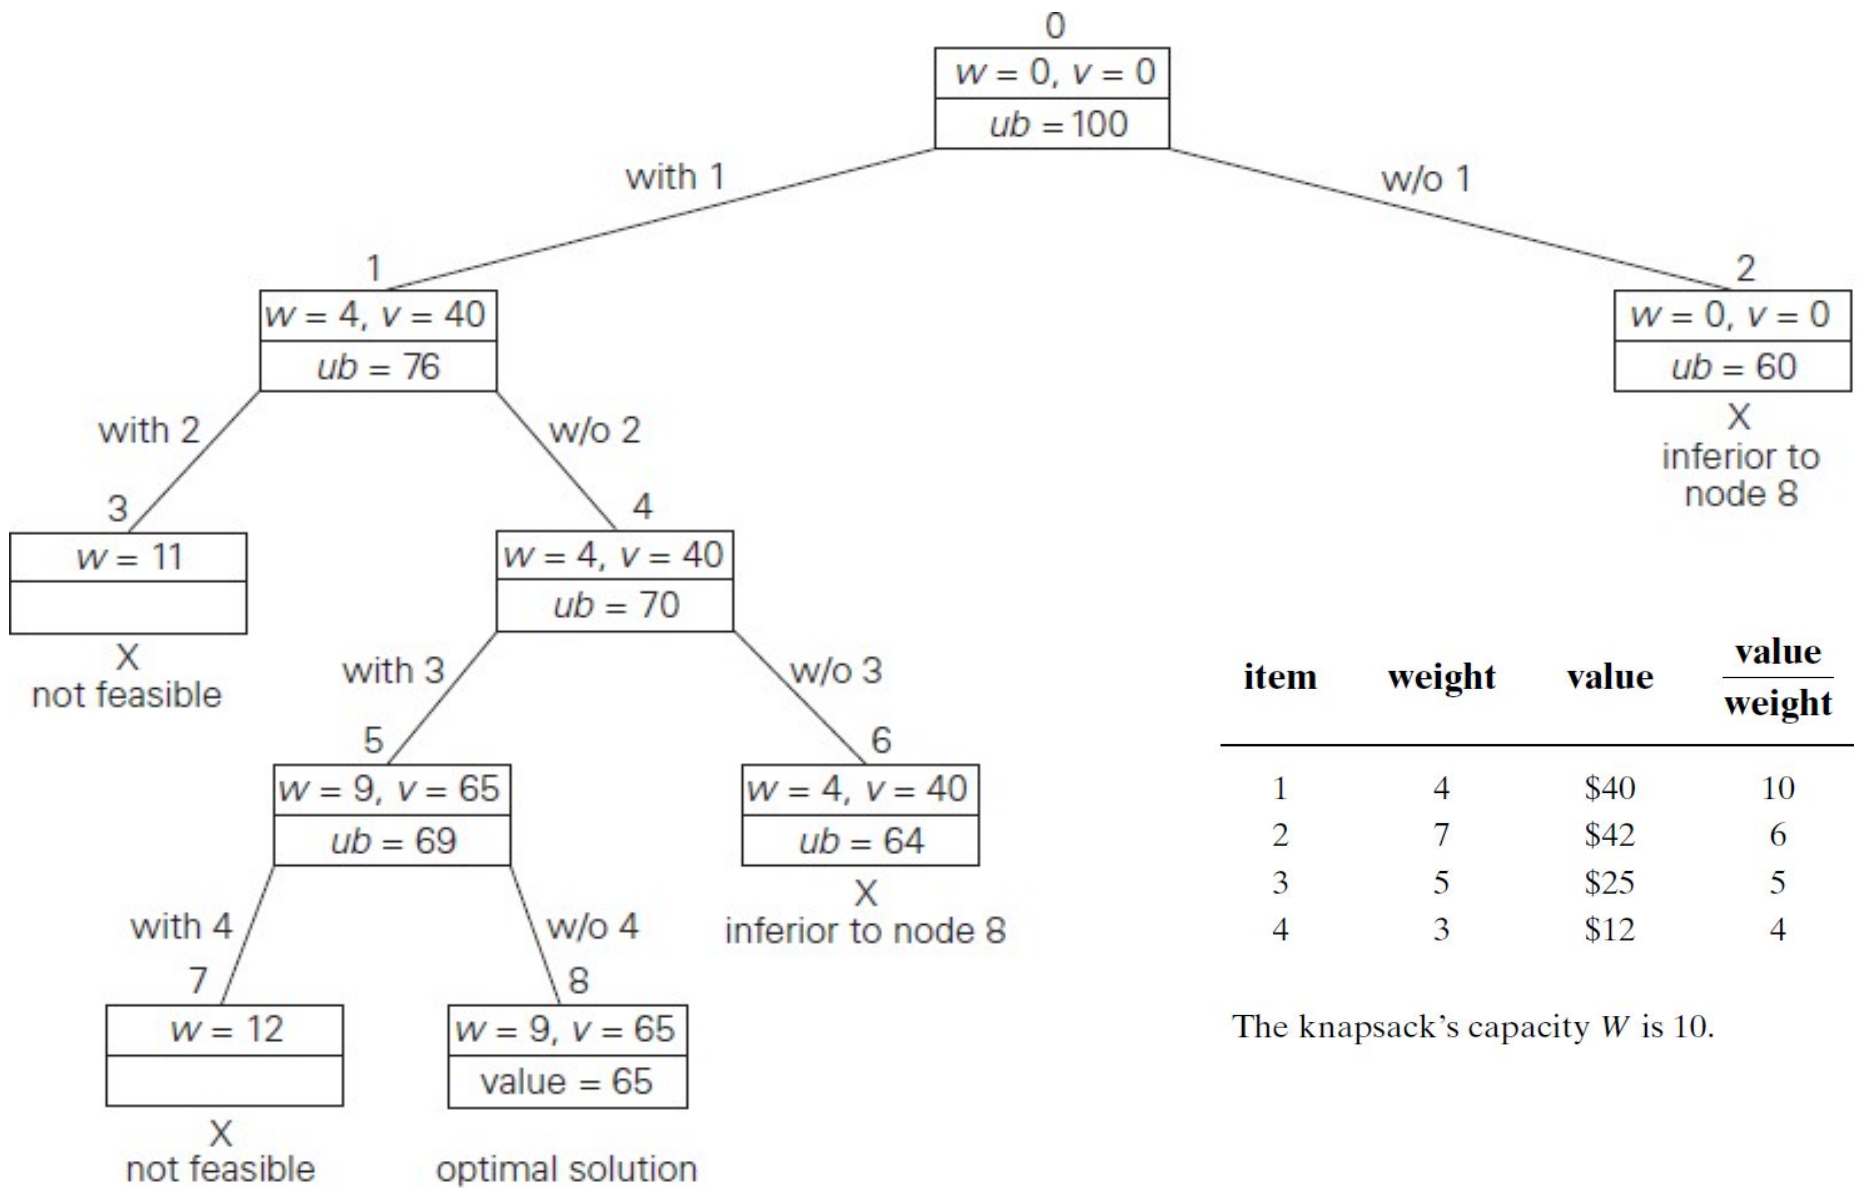 0
w = 0, v = 0
ub = 100
with 1
w/o 1
1
w = 4, v = 40
ub = 76
2
w = 0, v = 0
ub = 60
X
inferior to
node 8
with 2
w/o 2
3
w = 11
X
not feasible
4
w = 4, v = 40
ub = 70
with 3
w/o 3
5
w = 9, v = 65
ub = 69
6
w = 4, v = 40
ub = 64
X
inferior to node 8
with 4
w/o 4
7
w = 12
X
not feasible
8
w = 9, v = 65
value = 65
optimal solution
item weight value value/weight
1 4 $40 10
2 7 $42 6
3 5 $25 5
4 3 $12 4
The knapsack's capacity W is 10.